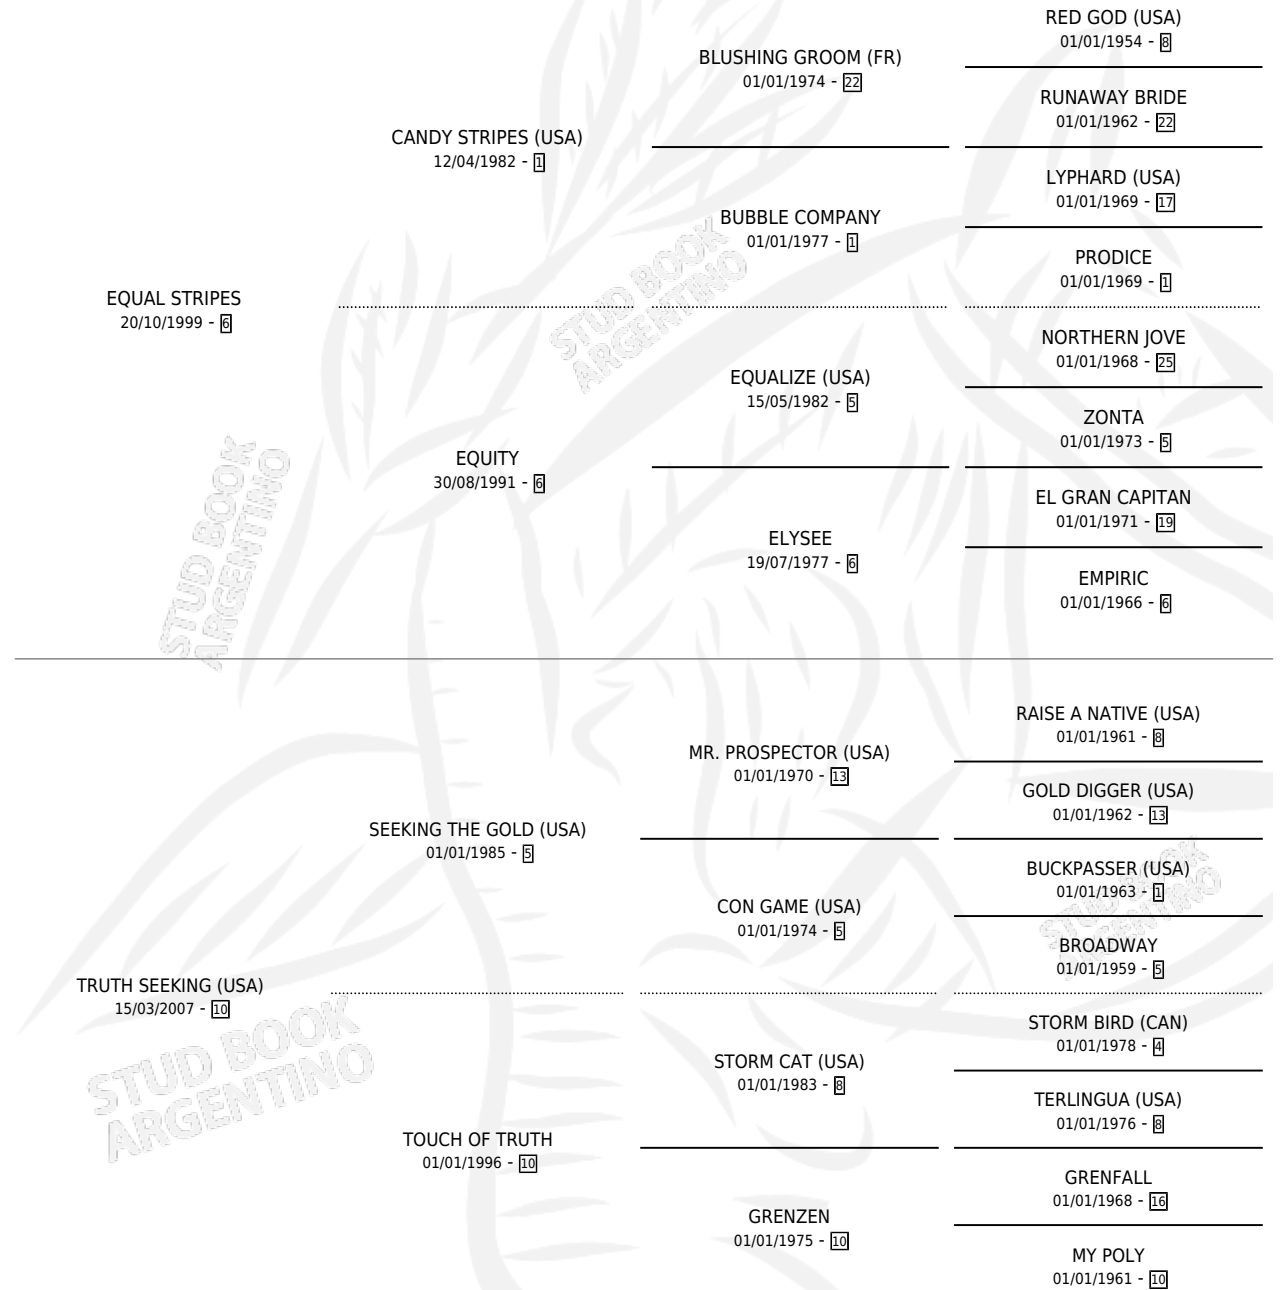 RED GOD (USA)
01/01/1954 - 8
BLUSHING GROOM (FR)
01/01/1974 - 22
RUNAWAY BRIDE
01/01/1962 - 22
CANDY STRIPES (USA)
12/04/1982 - 1
LYPHARD (USA)
01/01/1969 - 17
BUBBLE COMPANY
01/01/1977 - 1
PRODICE
01/01/1969 - 1
EQUAL STRIPES
20/10/1999 - 6
STUD BOOK
ARGENTINO
NORTHERN JOVE
01/01/1968 - 25
EQUALIZE (USA)
15/05/1982 - 5
ZONTA
01/01/1973 - 5
EQUITY
30/08/1991 - 6
EL GRAN CAPITAN
01/01/1971 - 19
ELYSEE
19/07/1977 - 6
EMPIRIC
01/01/1966 - 6
STUD BOOK
ARGENTINO
RAISE A NATIVE (USA)
01/01/1961 - 8
MR. PROSPECTOR (USA)
01/01/1970 - 13
GOLD DIGGER (USA)
01/01/1962 - 13
SEEKING THE GOLD (USA)
01/01/1985 - 5
BUCKPASSER (USA)
01/01/1963 - 1
STUD BOOK
ARGENTINO
CON GAME (USA)
01/01/1974 - 5
BROADWAY
01/01/1959 - 5
TRUTH SEEKING (USA)
15/03/2007 - 10
STUD BOOK
ARGENTINO
STORM BIRD (CAN)
01/01/1978 - 4
STORM CAT (USA)
01/01/1983 - 8
TERLINGUA (USA)
01/01/1976 - 8
TOUCH OF TRUTH
01/01/1996 - 10
GRENFALL
01/01/1968 - 16
GRENZEN
01/01/1975 - 10
MY POLY
01/01/1961 - 10